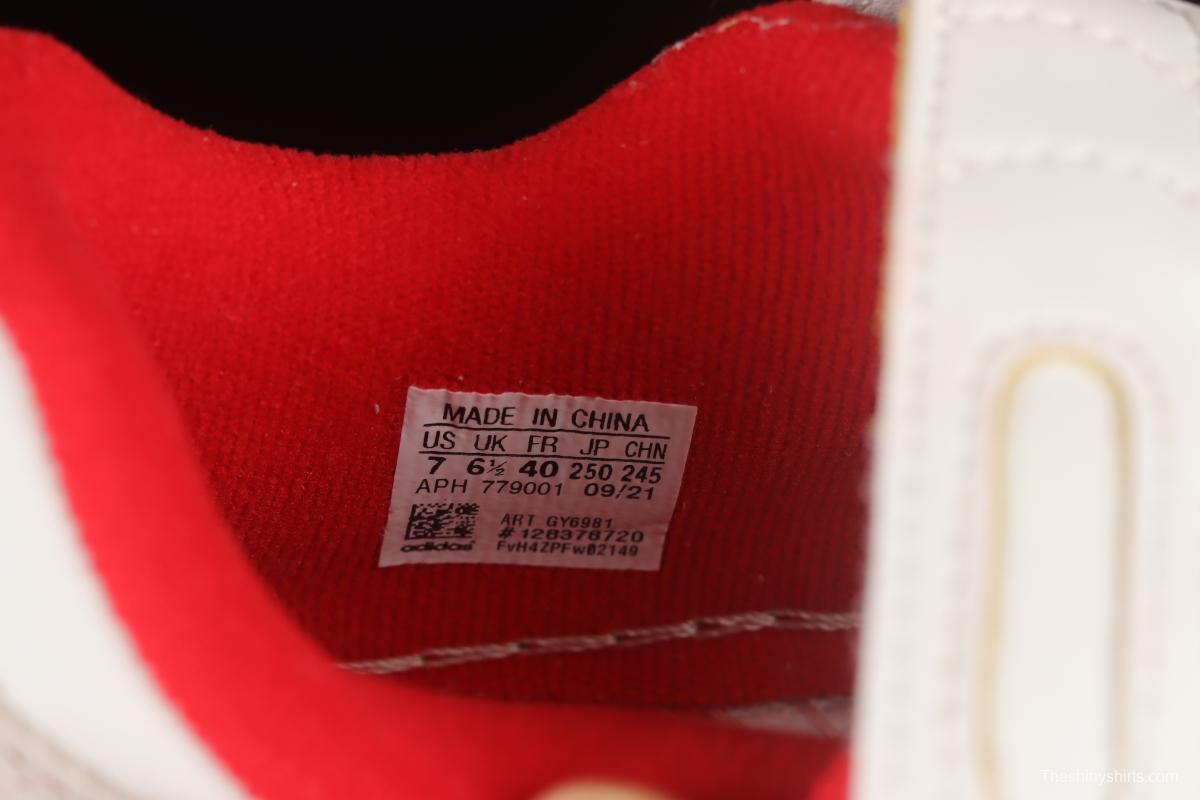 MADE IN CHINA
US UK FR JP CHN
7 6½ 40 250 245
APH 779001 09/21
ART GY6981
#128378720
FvH4ZPFw02149
adidas
Theshinyshirts.com